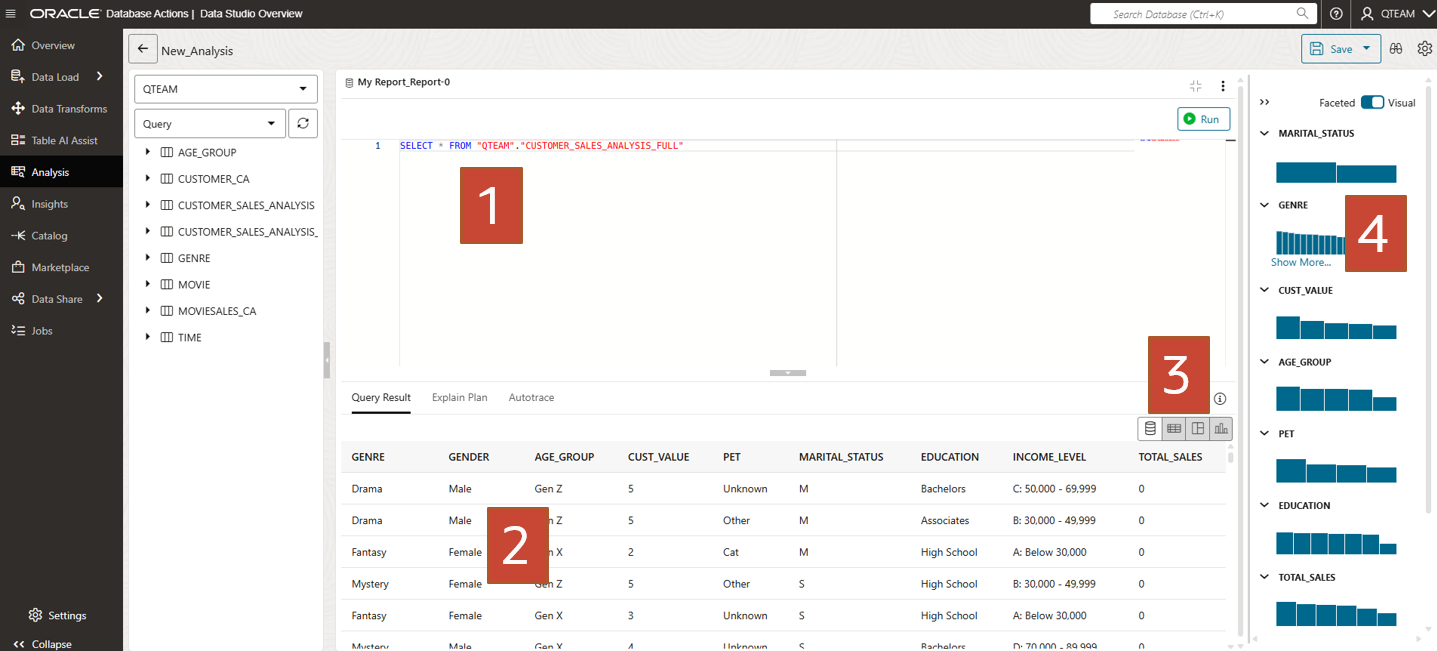 ORACLE Database Actions | Data Studio Overview
Search Database (Ctrl+K)
QTEAM
Overview
Data Load
Data Transforms
Table AI Assist
Analysis
Insights
Catalog
Marketplace
Data Share
Jobs
Settings
Collapse
New_Analysis
Save
QTEAM
Query
AGE_GROUP
CUSTOMER_CA
CUSTOMER_SALES_ANALYSIS
CUSTOMER_SALES_ANALYSIS_
GENRE
MOVIE
MOVIESALES_CA
TIME
My Report_Report-0
Run
1 SELECT * FROM "QTEAM"."CUSTOMER_SALES_ANALYSIS_FULL"
1
3
Query Result Explain Plan Autotrace
GENRE GENDER AGE_GROUP CUST_VALUE PET MARITAL_STATUS EDUCATION INCOME_LEVEL TOTAL_SALES
Drama Male Gen Z 5 Unknown M Bachelors C: 50,000 - 69,999 0
Drama Male n Z 5 Other M Associates B: 30,000 - 49,999 0
2
Fantasy Female n X 2 Cat M High School A: Below 30,000 0
Mystery Female Gen Z 5 Other S High School B: 30,000 - 49,999 0
Fantasy Female Gen X 3 Unknown S High School A: Below 30,000 0
Mystery Male Gen X 4 Unknown S Bachelors D: 70,000 - 89,999 0
Faceted Visual
MARITAL_STATUS
GENRE
4
Show More...
CUST_VALUE
AGE_GROUP
PET
EDUCATION
TOTAL_SALES